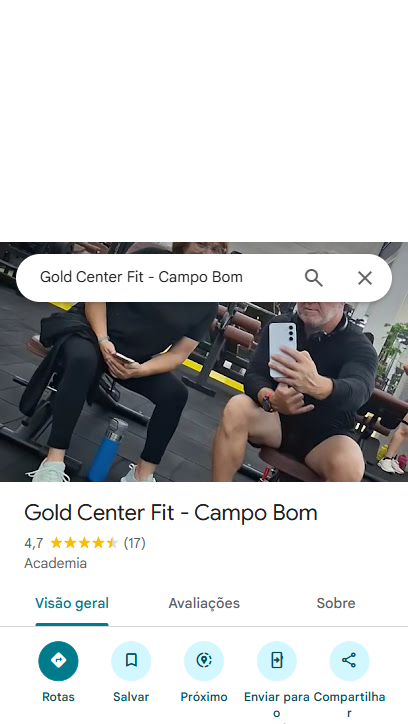 Gold Center Fit - Campo Bom
Gold Center Fit - Campo Bom
4,7 (17)
Academia
Visão geral Avaliações Sobre
Rotas Salvar Próximo Enviar para o Compartilhar